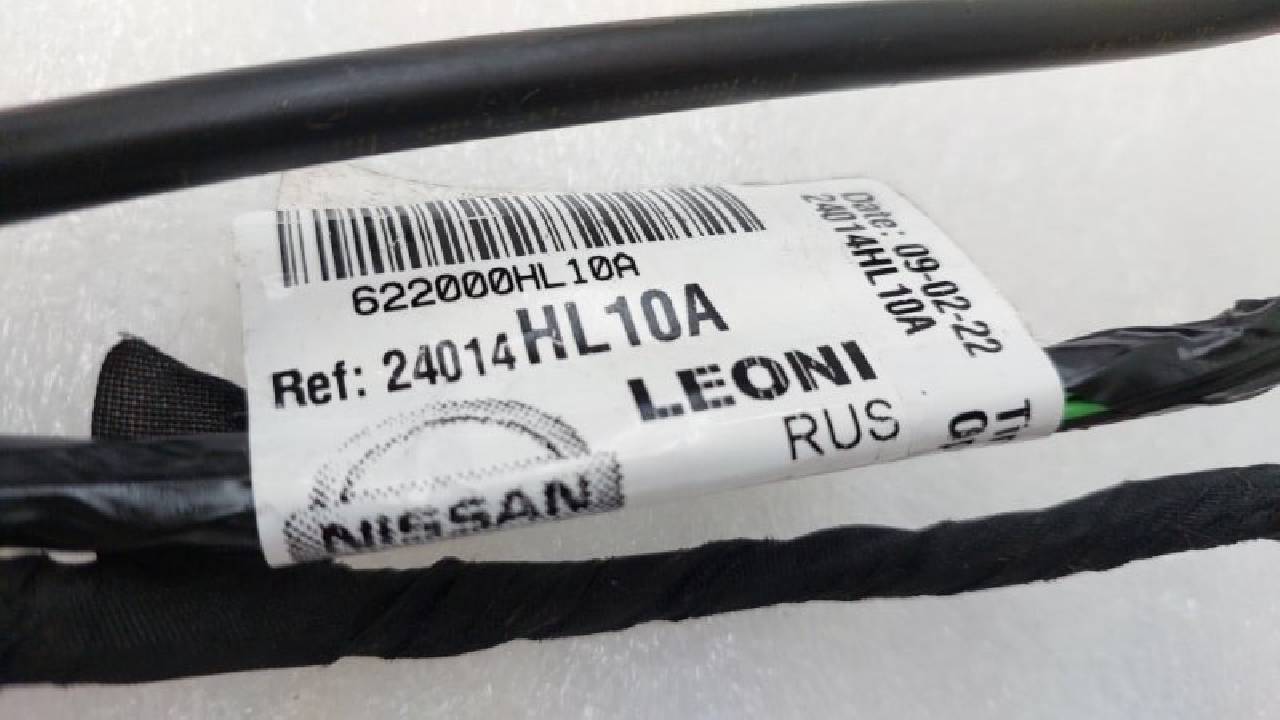 622000HL10A
Ref: 24014HL10A
LEONI
RUS
NISSAN
Date: 09-02-22
24014HL10A